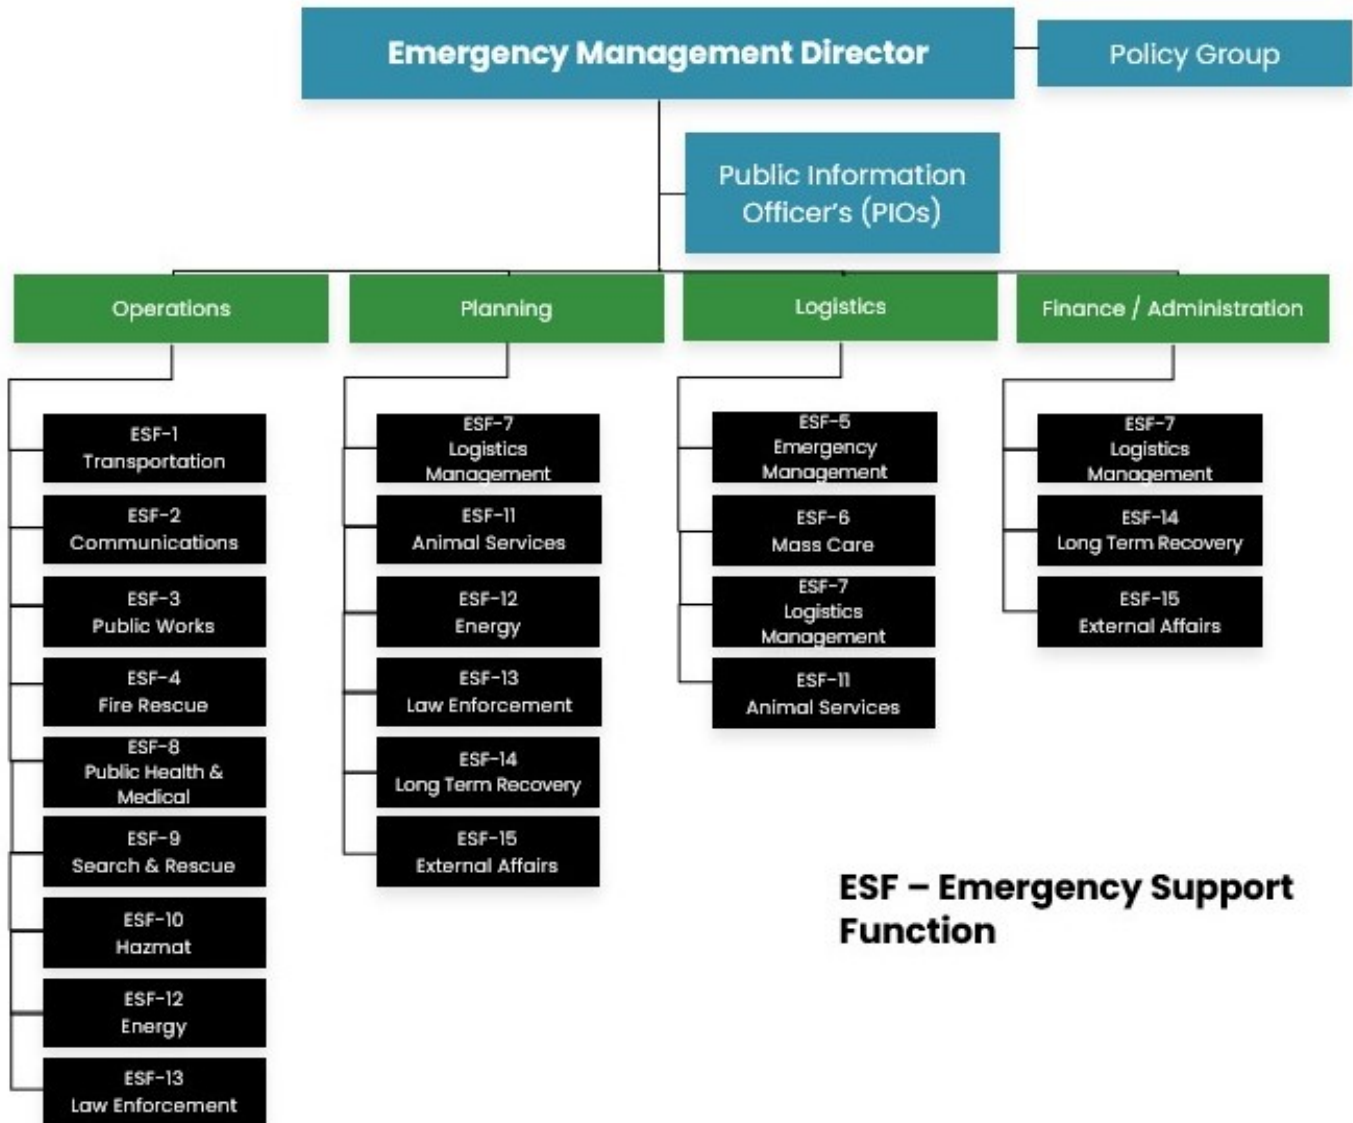 Emergency Management Director
Policy Group
Public Information
Officer's (PIOs)
Operations
Planning
Logistics
Finance / Administration
ESF-1
Transportation
ESF-2
Communications
ESF-3
Public Works
ESF-4
Fire Rescue
ESF-8
Public Health &
Medical
ESF-9
Search & Rescue
ESF-10
Hazmat
ESF-12
Energy
ESF-13
Law Enforcement
ESF-7
Logistics
Management
ESF-11
Animal Services
ESF-12
Energy
ESF-13
Law Enforcement
ESF-14
Long Term Recovery
ESF-15
External Affairs
ESF-5
Emergency
Management
ESF-6
Mass Care
ESF-7
Logistics
Management
ESF-11
Animal Services
ESF-7
Logistics
Management
ESF-14
Long Term Recovery
ESF-15
External Affairs
ESF – Emergency Support
Function